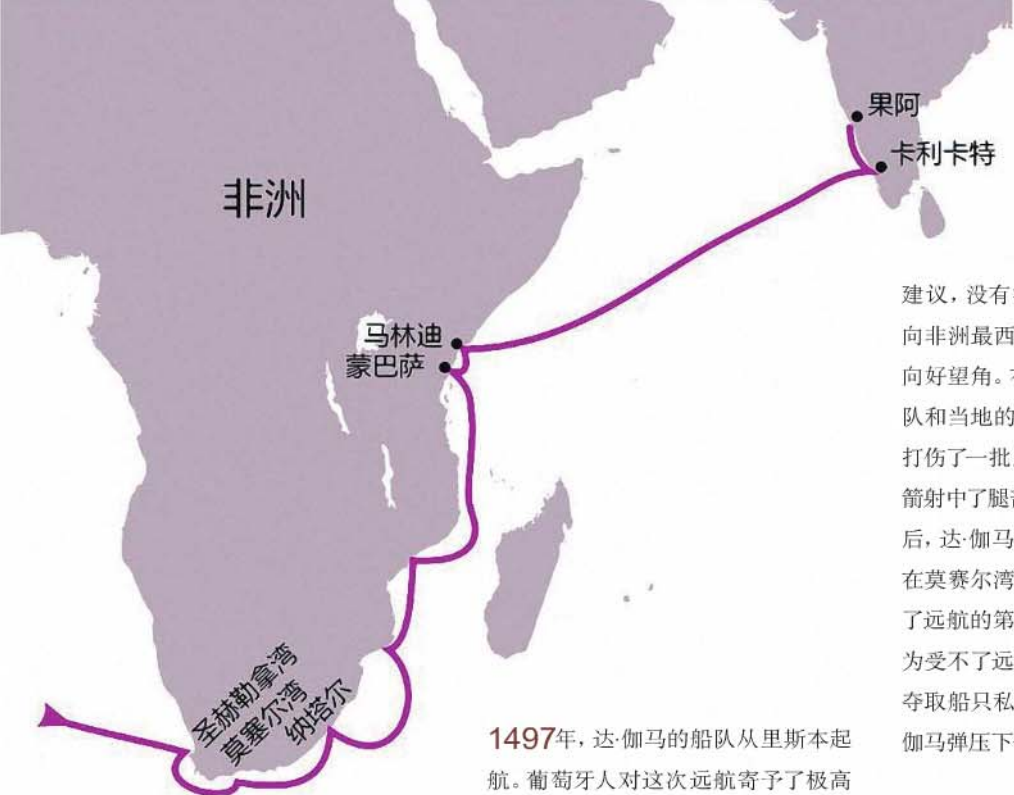 果阿
卡利卡特
非洲
马林迪
蒙巴萨
圣赫勒拿湾
莫塞尔湾
纳塔尔
1497年，达·伽马的船队从里斯本起
航。葡萄牙人对这次远航寄予了极高
建议，没有
向非洲最西
向好望角。
队和当地的
打伤了一批
箭射中了腿
后，达·伽马
在莫赛尔湾
了远航的第
为受不了远
夺取船只私
伽马弹压下